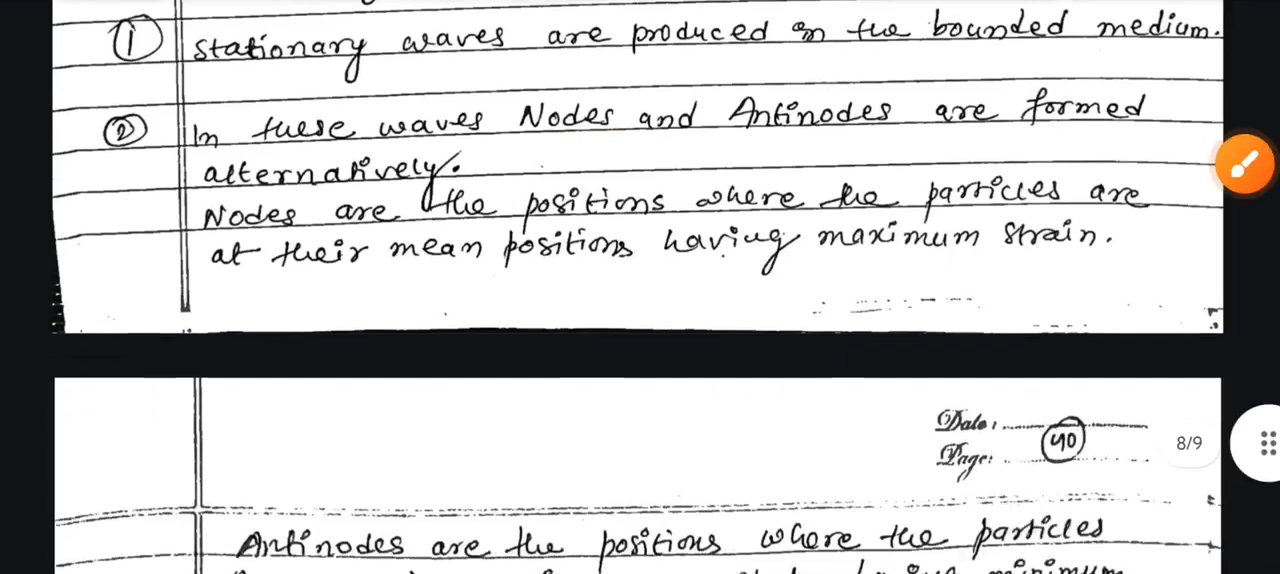 ① Stationary waves are produced in the bounded medium.
② In these waves Nodes and Antinodes are formed
alternatively.
Nodes are the positions where the particles are
at their mean positions having maximum strain.
Date:
Page: 40
8/9
Antinodes are the positions where the particles
minimum